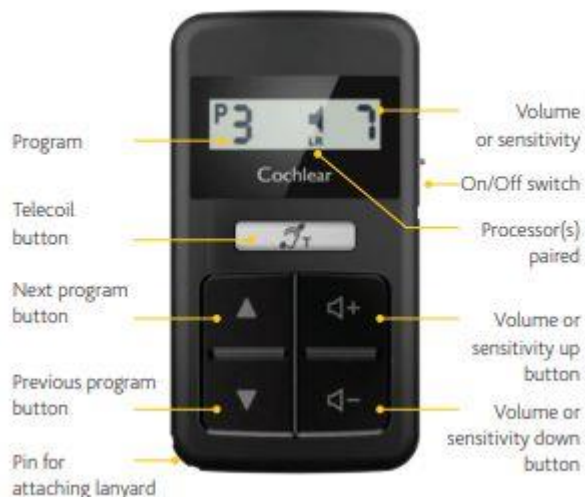 P3 7
LR
Cochlear
T
Program
Telecoil
button
Next program
button
Previous program
button
Pin for
attaching lanyard
Volume
or sensitivity
On/Off switch
Processor(s)
paired
Volume or
sensitivity up
button
Volume or
sensitivity down
button